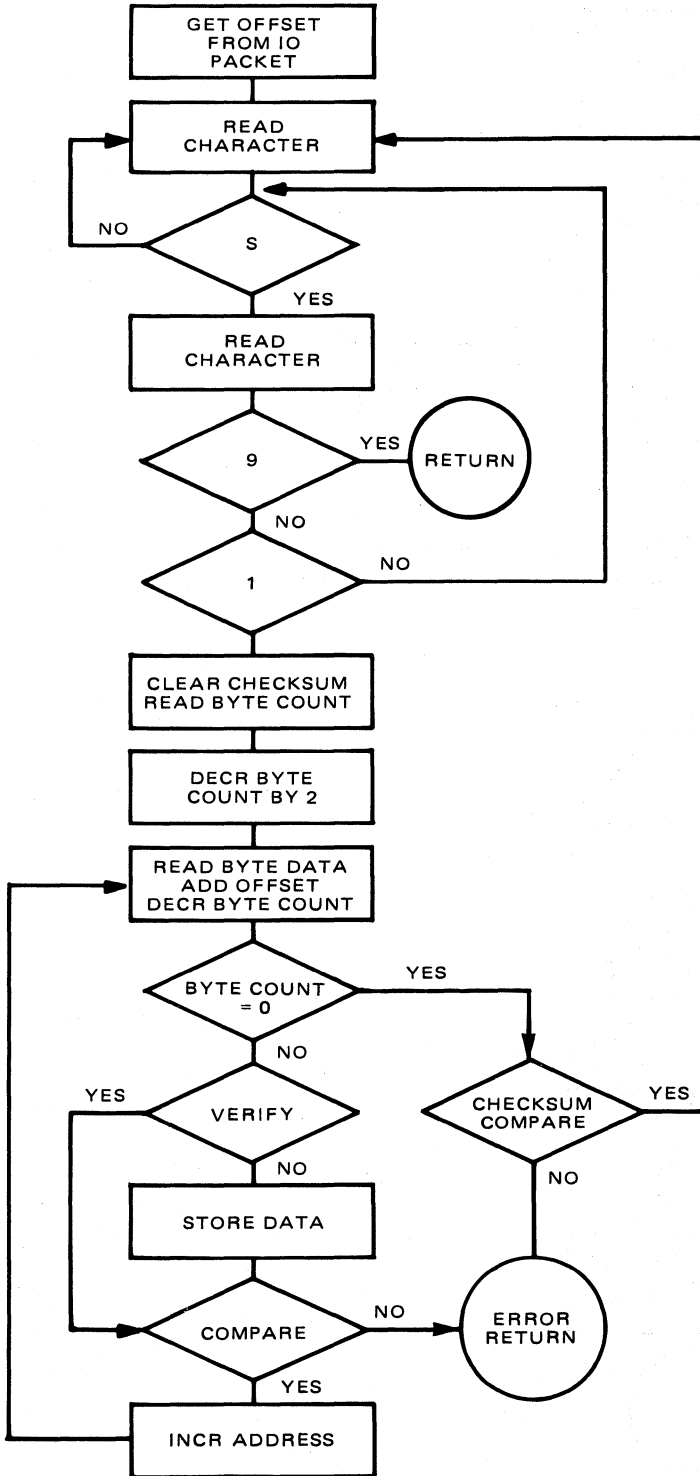 GET OFFSET
FROM IO
PACKET
READ
CHARACTER
NO
S
YES
READ
CHARACTER
9
YES
RETURN
NO
1
NO
CLEAR CHECKSUM
READ BYTE COUNT
DECR BYTE
COUNT BY 2
READ BYTE DATA
ADD OFFSET
DECR BYTE COUNT
BYTE COUNT
= 0
YES
NO
YES
VERIFY
CHECKSUM
COMPARE
YES
NO
NO
STORE DATA
COMPARE
NO
ERROR
RETURN
YES
INCR ADDRESS